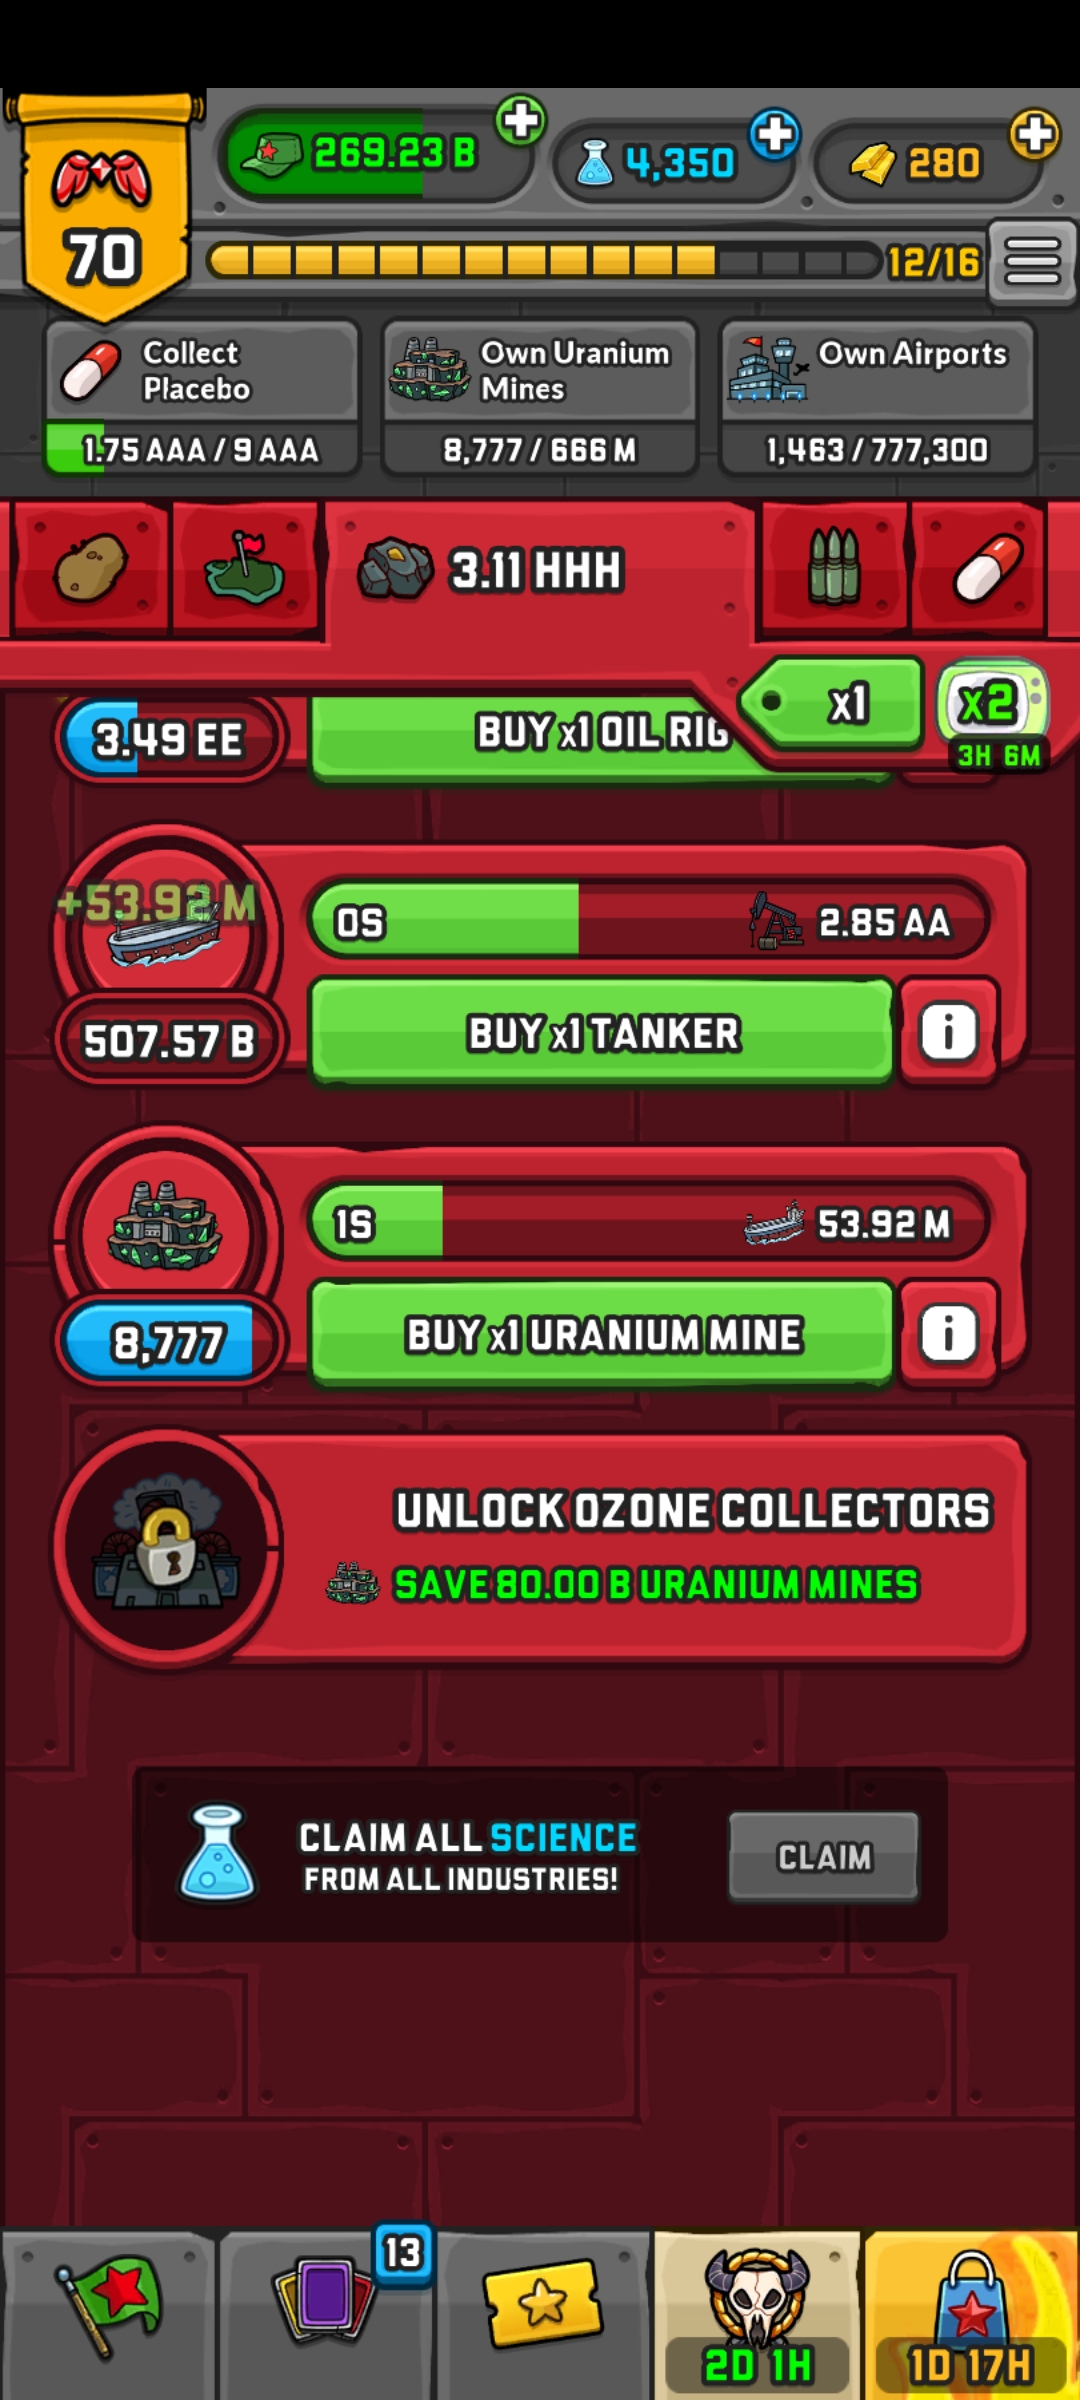 269.23 B
4,350
280
70
12/16
Collect
Placebo
Own Uranium
Mines
Own Airports
1.75 AAA / 9 AAA
8,777 / 666 M
1,463 / 777,300
3.11 HHH
x1
x2
3H 6M
3.49 EE
BUY x1 OIL RIG
+53.92 M
0S
2.85 AA
507.57 B
BUY x1 TANKER
i
1S
53.92 M
8,777
BUY x1 URANIUM MINE
i
UNLOCK OZONE COLLECTORS
SAVE 80.00 B URANIUM MINES
CLAIM ALL SCIENCE
FROM ALL INDUSTRIES!
CLAIM
13
2D 1H
1D 17H